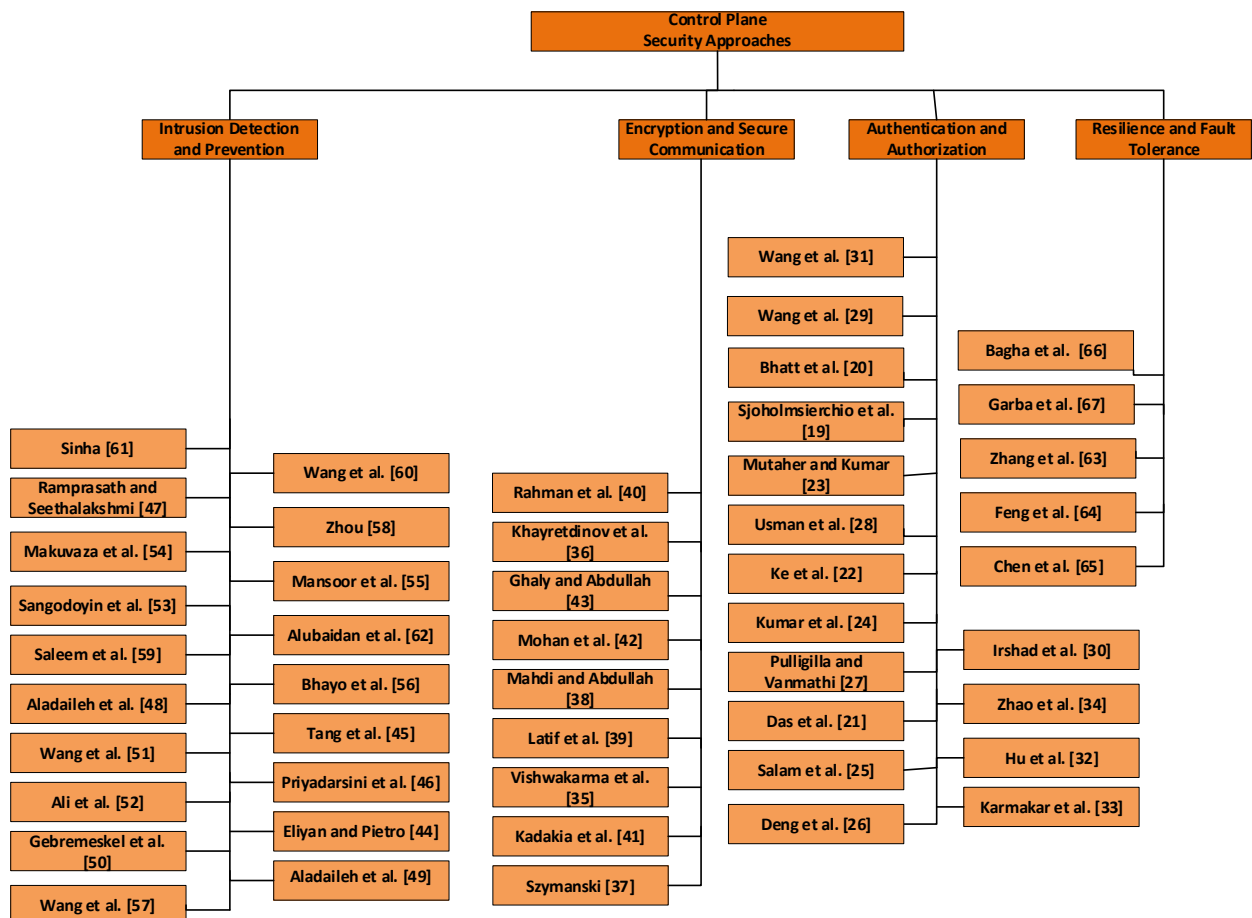 Control Plane
Security Approaches
Intrusion Detection
and Prevention
Encryption and Secure
Communication
Authentication and
Authorization
Resilience and Fault
Tolerance
Sinha [61]
Ramprasath and
Seethalakshmi [47]
Makuvaza et al. [54]
Sangodoyin et al.
[53]
Saleem et al. [59]
Aladaileh et al. [48]
Wang et al. [51]
Ali et al. [52]
Gebremeskel et al.
[50]
Wang et al. [57]
Wang et al. [60]
Zhou [58]
Mansoor et al. [55]
Alubaidan et al. [62]
Bhayo et al. [56]
Tang et al. [45]
Priyadarsini et al. [46]
Eliyan and Pietro [44]
Aladaileh et al. [49]
Rahman et al. [40]
Khayretdinov et al.
[36]
Ghaly and Abdullah
[43]
Mohan et al. [42]
Mahdi and Abdullah
[38]
Latif et al. [39]
Vishwakarma et al.
[35]
Kadakia et al. [41]
Szymanski [37]
Wang et al. [31]
Wang et al. [29]
Bhatt et al. [20]
Sjoholmsierchio et al.
[19]
Mutaher and Kumar
[23]
Usman et al. [28]
Ke et al. [22]
Kumar et al. [24]
Pulligilla and
Vanmathi [27]
Das et al. [21]
Salam et al. [25]
Deng et al. [26]
Irshad et al. [30]
Zhao et al. [34]
Hu et al. [32]
Karmakar et al. [33]
Bagha et al. [66]
Garba et al. [67]
Zhang et al. [63]
Feng et al. [64]
Chen et al. [65]